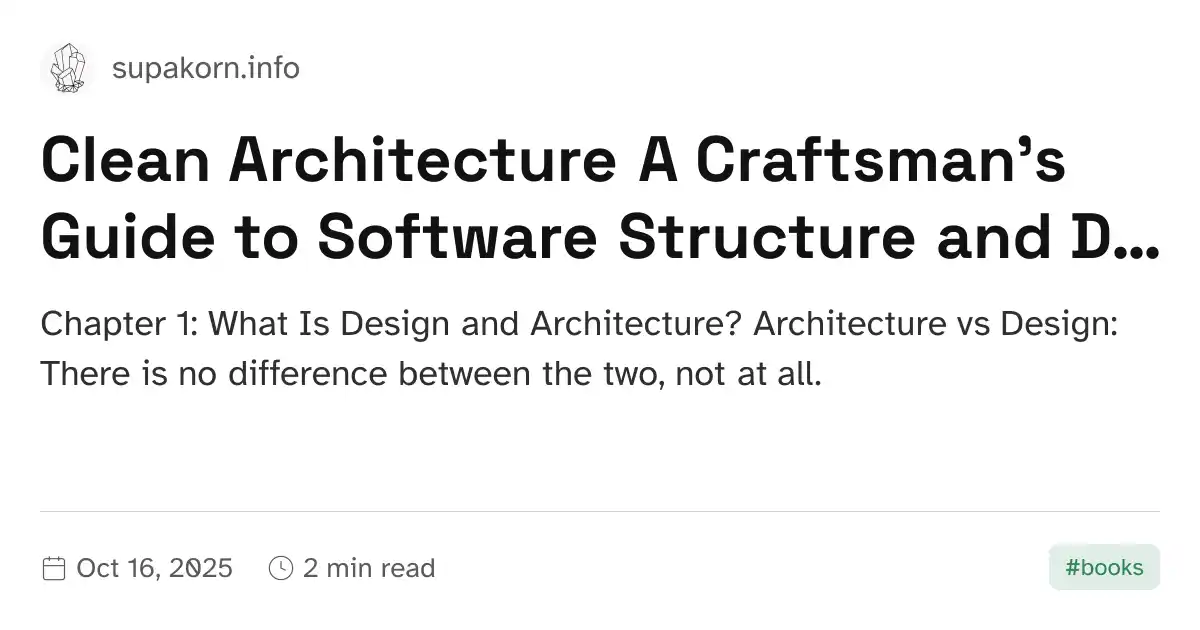 supakorn.info
Clean Architecture A Craftsman's
Guide to Software Structure and D...
Chapter 1: What Is Design and Architecture? Architecture vs Design:
There is no difference between the two, not at all.
Oct 16, 2025 2 min read #books